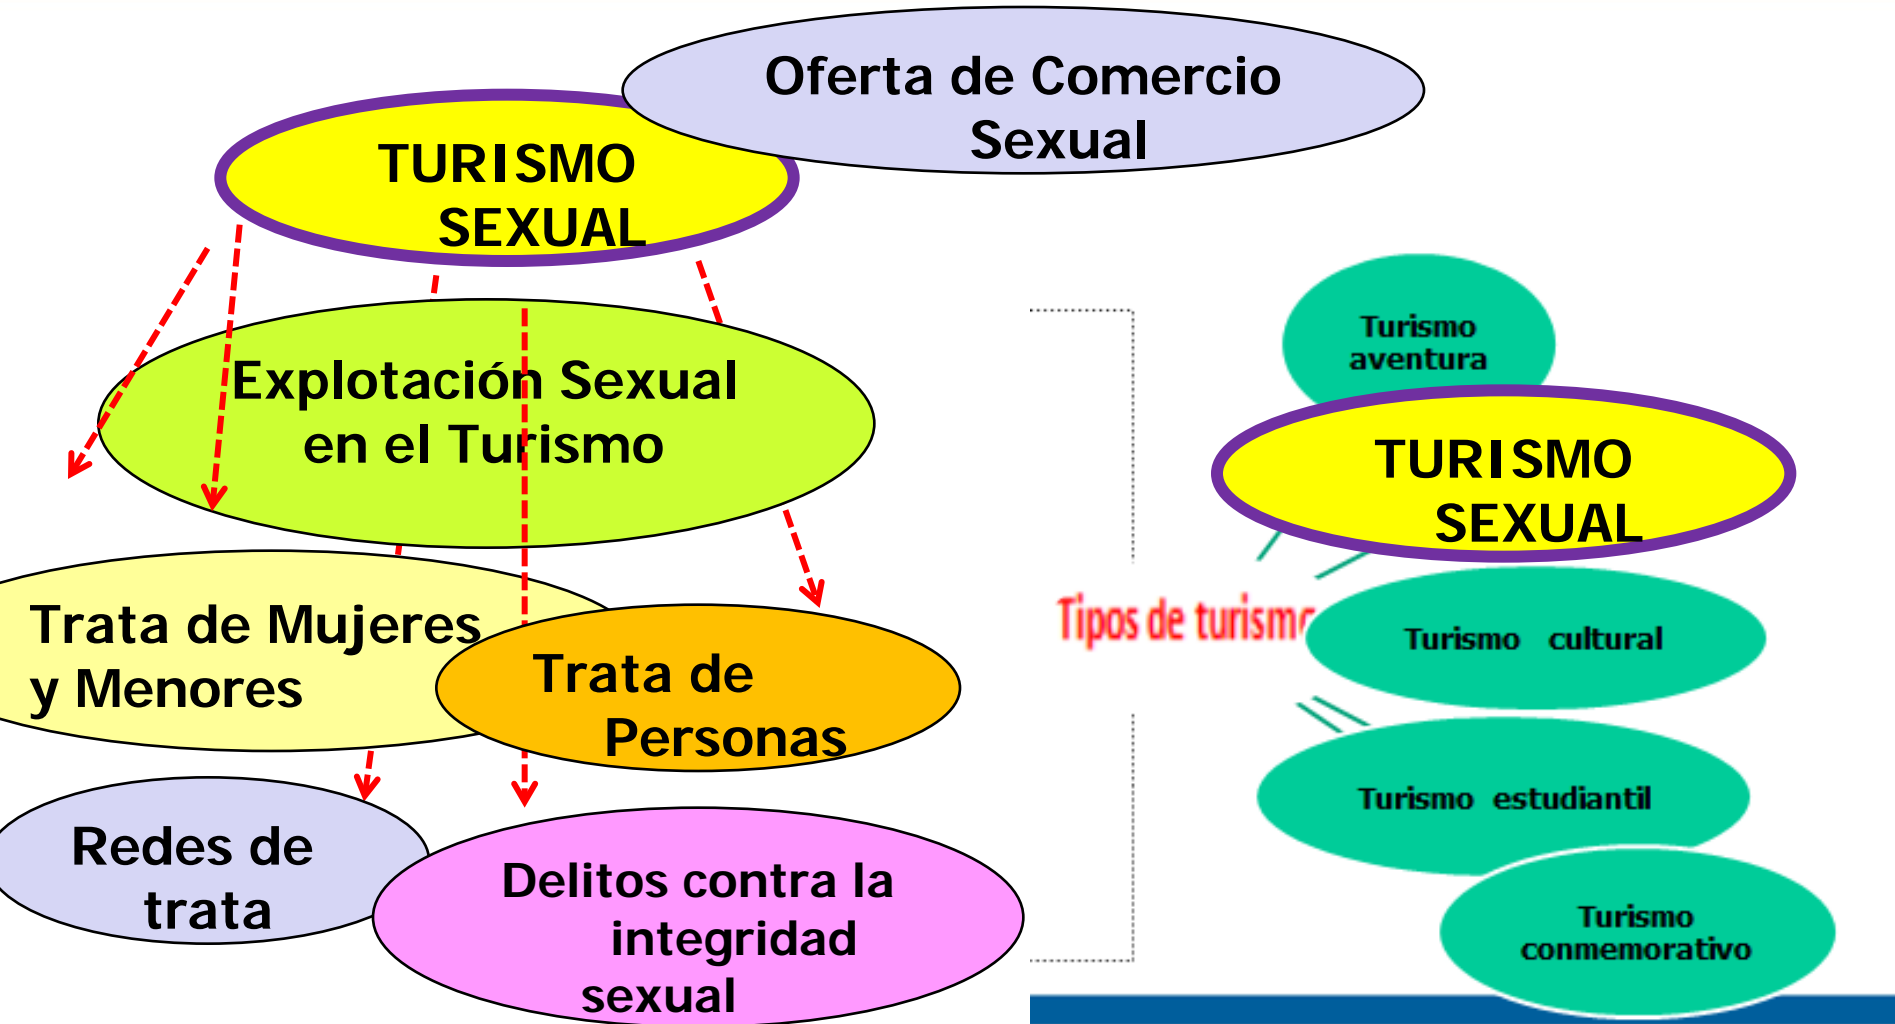 Oferta de Comercio
Sexual
TURISMO
SEXUAL
Explotación Sexual
en el Turismo
Trata de Mujeres
y Menores
Trata de
Personas
Redes de
trata
Delitos contra la
integridad
sexual
Tipos de turismo
Turismo
aventura
TURISMO
SEXUAL
Turismo cultural
Turismo estudiantil
Turismo
conmemorativo